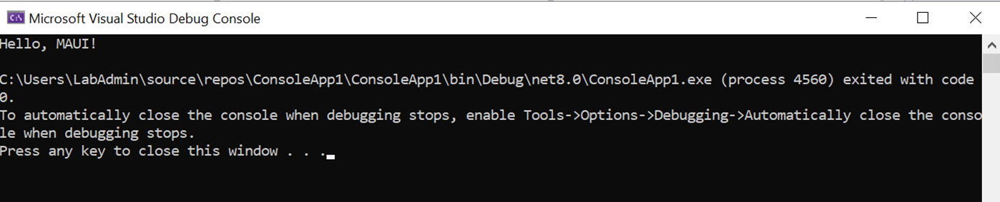 C:\
Microsoft Visual Studio Debug Console
Hello, MAUI!
C:\Users\LabAdmin\source\repos\ConsoleApp1\ConsoleApp1\bin\Debug\net8.0\ConsoleApp1.exe (process 4560) exited with code
0.
To automatically close the console when debugging stops, enable Tools->Options->Debugging->Automatically close the conso
le when debugging stops.
Press any key to close this window . . .